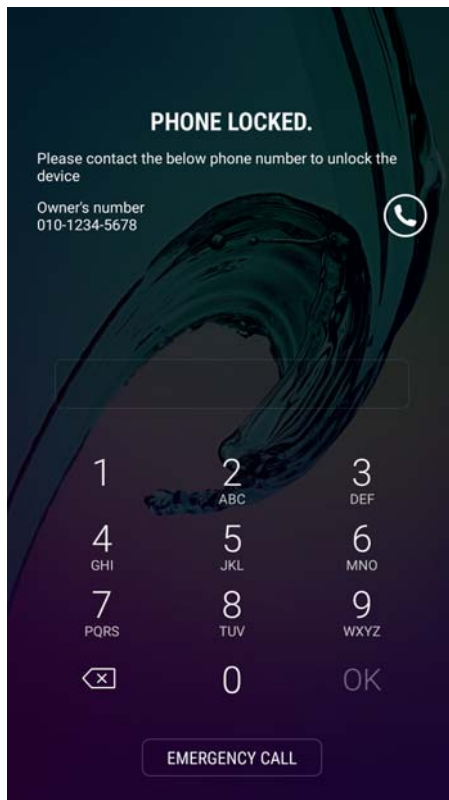 PHONE LOCKED.
Please contact the below phone number to unlock the
device
Owner's number
010-1234-5678
1 2 3
ABC DEF
4 5 6
GHI JKL MNO
7 8 9
PQRS TUV WXYZ
0 OK
EMERGENCY CALL